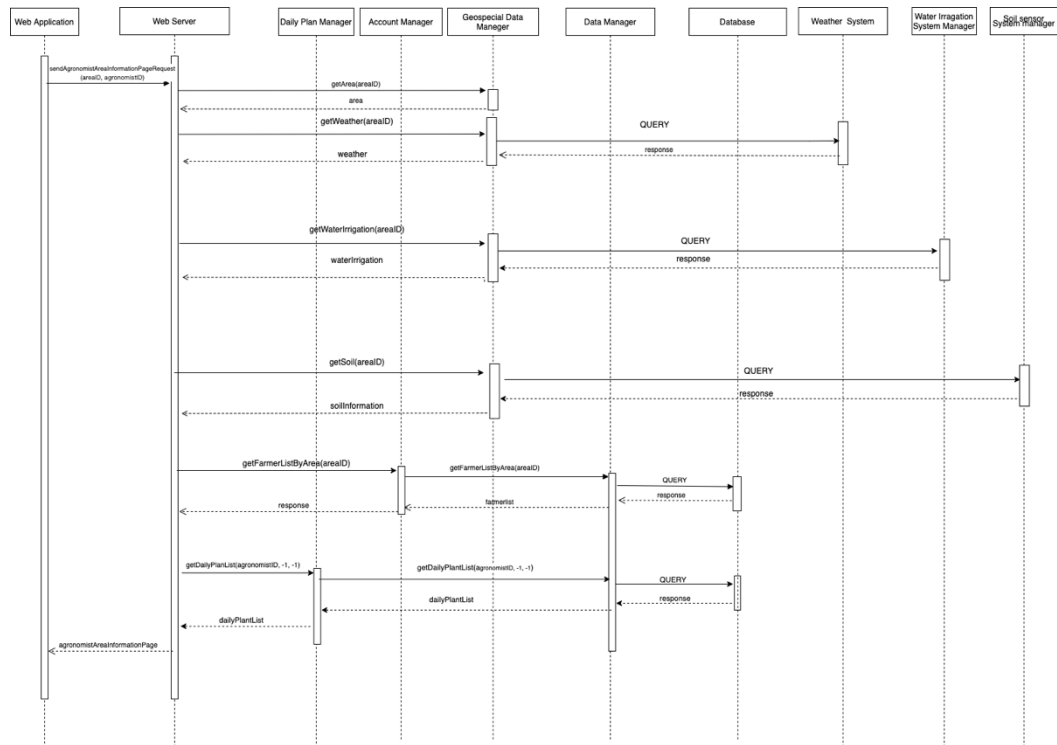 Web Application
Web Server
Daily Plan Manager
Account Manager
Geospecial Data
Maneger
Data Manager
Database
Weather System
Water Irragation
System Manager
Soil sensor
System manager
sendAgronomistAreaInformationPageRequest
(areaID, agronomistID)
getArea(areaID)
area
getWeather(areaID)
QUERY
weather
response
getWaterIrrigation(areaID)
QUERY
waterIrrigation
response
getSoil(areaID)
QUERY
response
soilInformation
getFarmerListByArea(areaID)
getFarmerListByArea(areaID)
QUERY
response
farmerlist
response
getDailyPlanList(agronomistID, -1, -1)
getDailyPlantList(agronomistID, -1, -1)
QUERY
response
dailyPlantList
dailyPlantList
agronomistAreaInformationPage